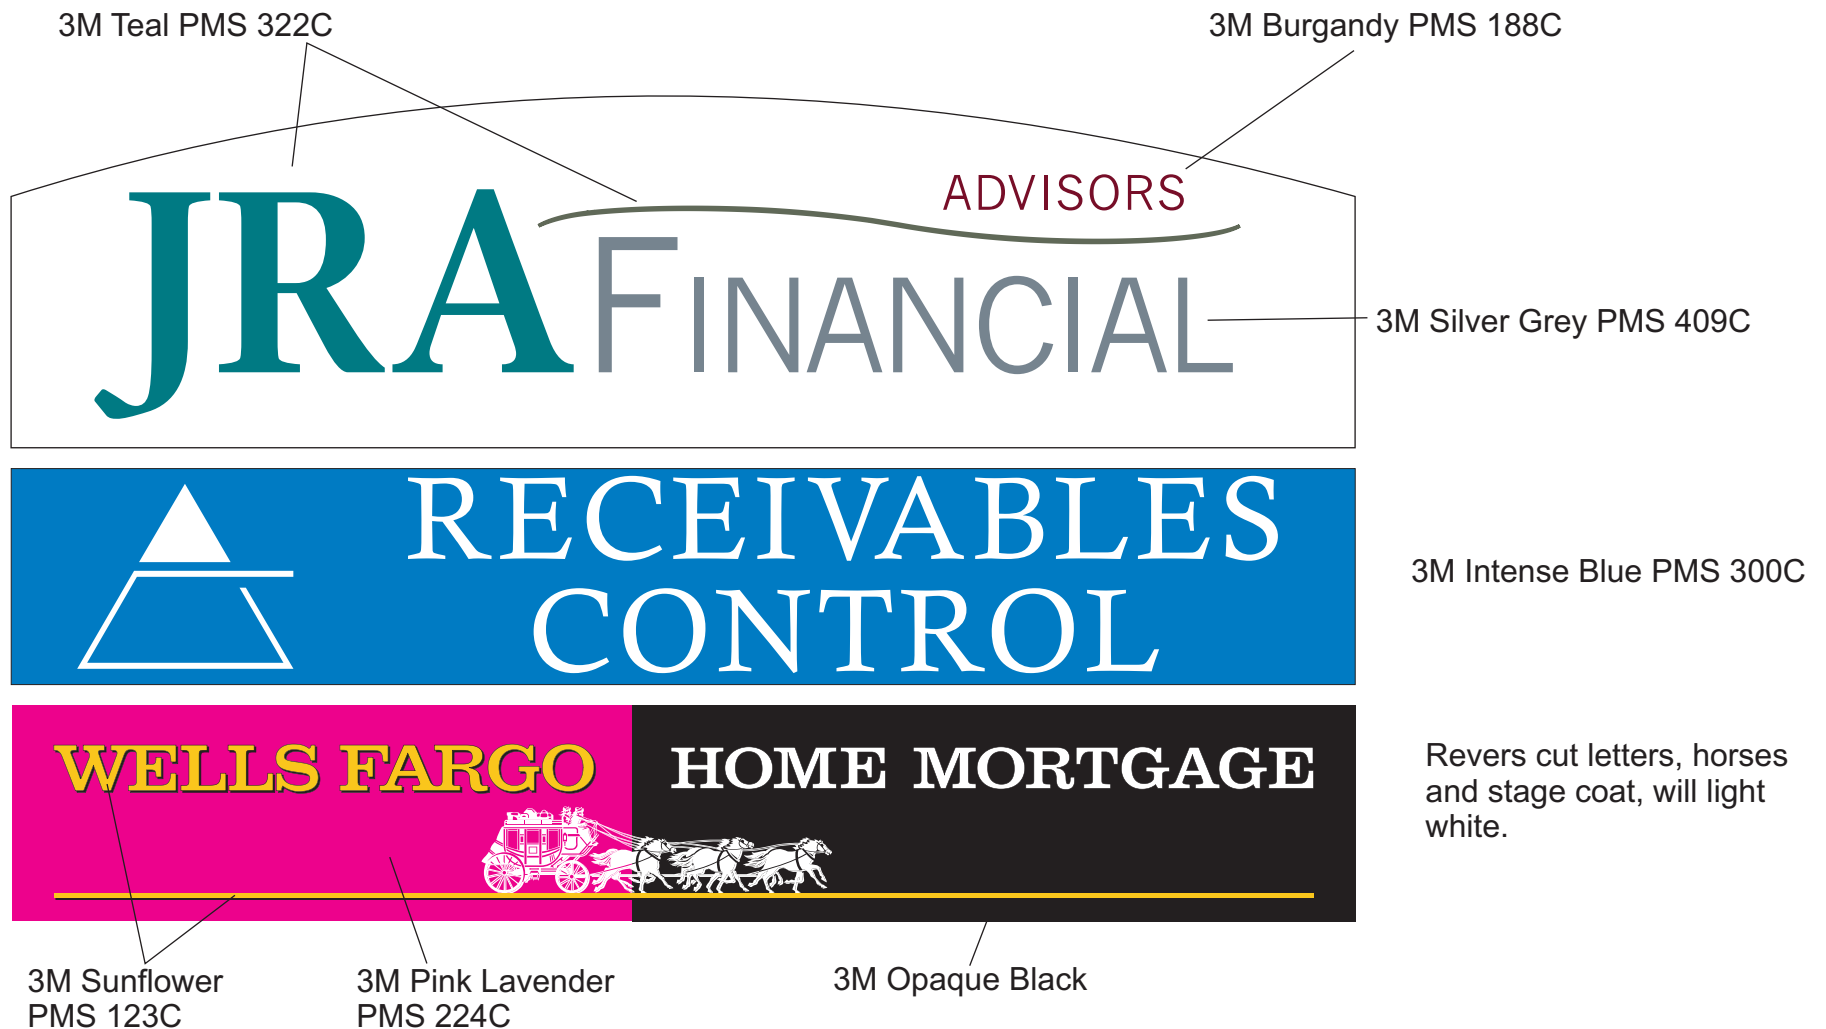 3M Teal PMS 322C
3M Burgandy PMS 188C
ADVISORS
JRA FINANCIAL
3M Silver Grey PMS 409C
RECEIVABLES
CONTROL
3M Intense Blue PMS 300C
WELLS FARGO HOME MORTGAGE
Revers cut letters, horses
and stage coat, will light
white.
3M Sunflower
PMS 123C
3M Pink Lavender
PMS 224C
3M Opaque Black